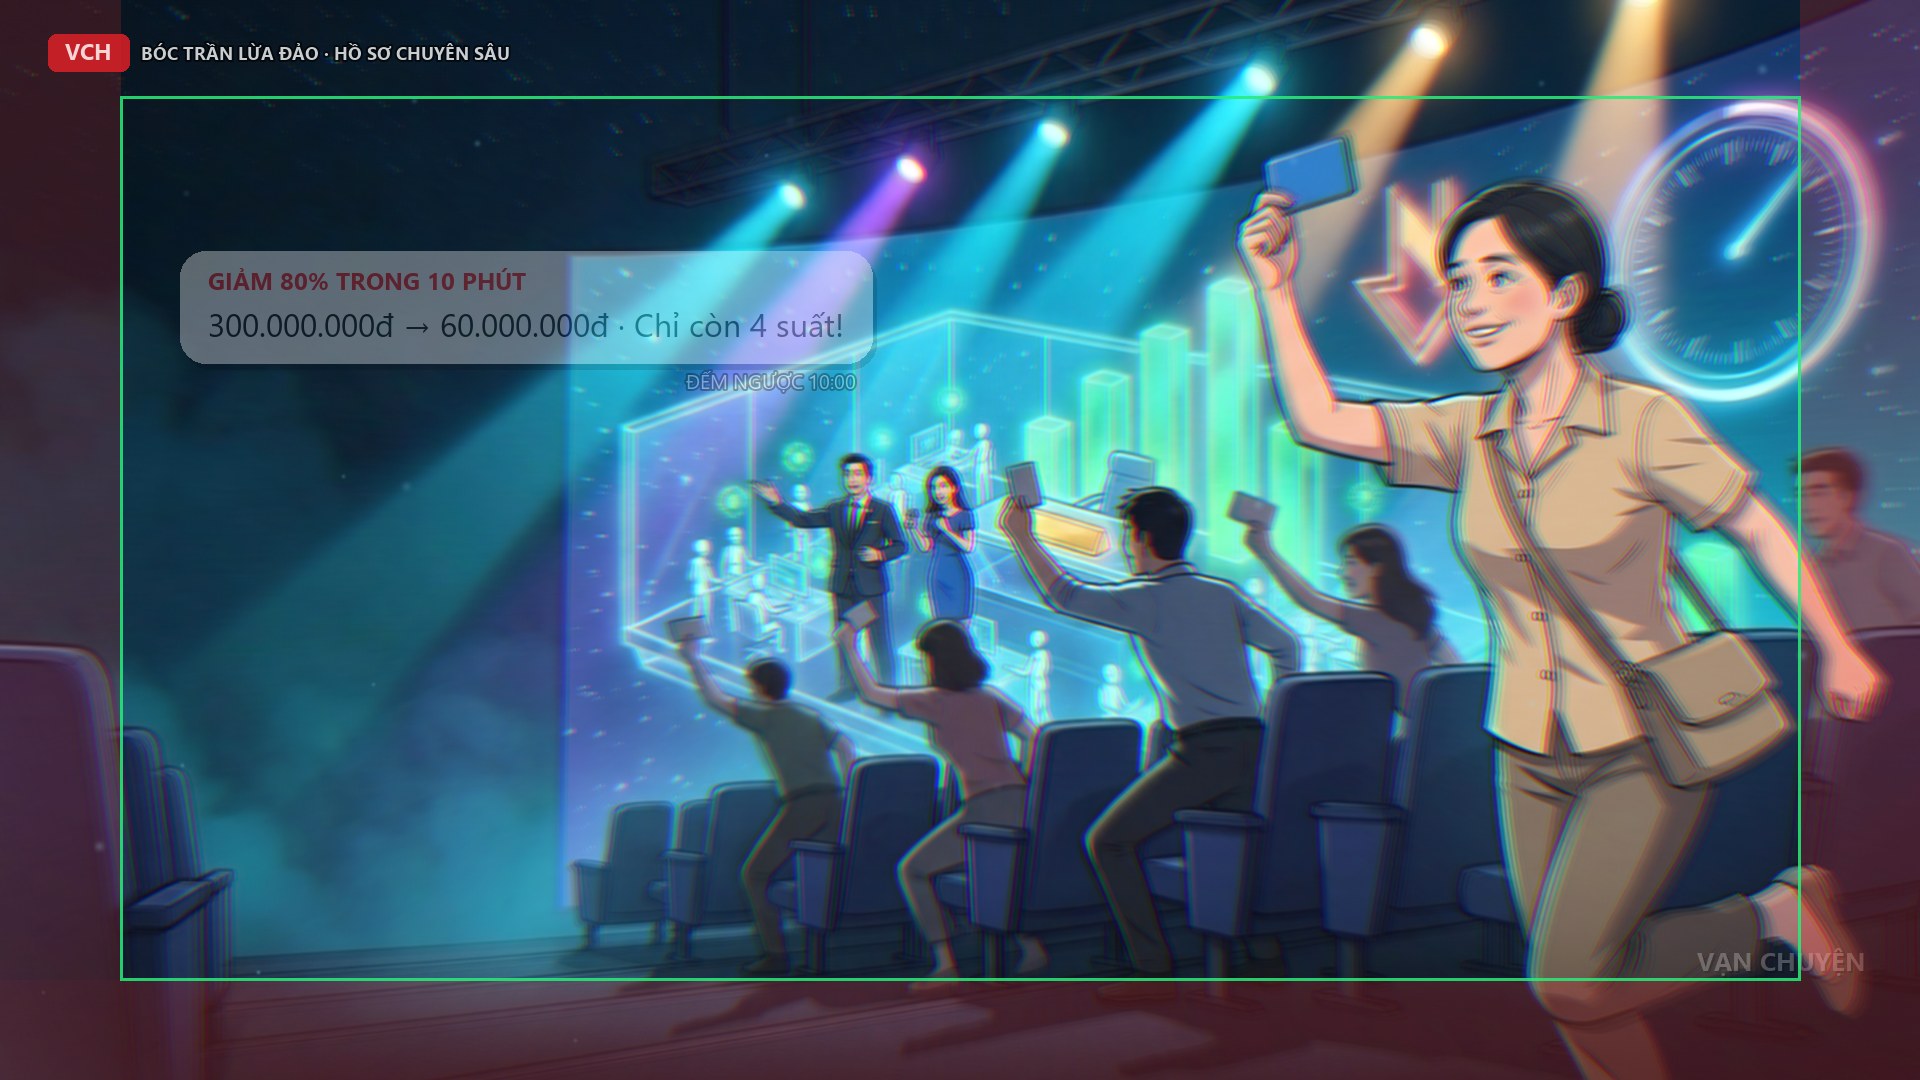 VCH BÓC TRẦN LỪA ĐẢO · HỒ SƠ CHUYÊN SÂU
GIẢM 80% TRONG 10 PHÚT
300.000.000đ → 60.000.000đ · Chỉ còn 4 suất!
ĐẾM NGƯỢC 10:00
VẠN CHUYỆN